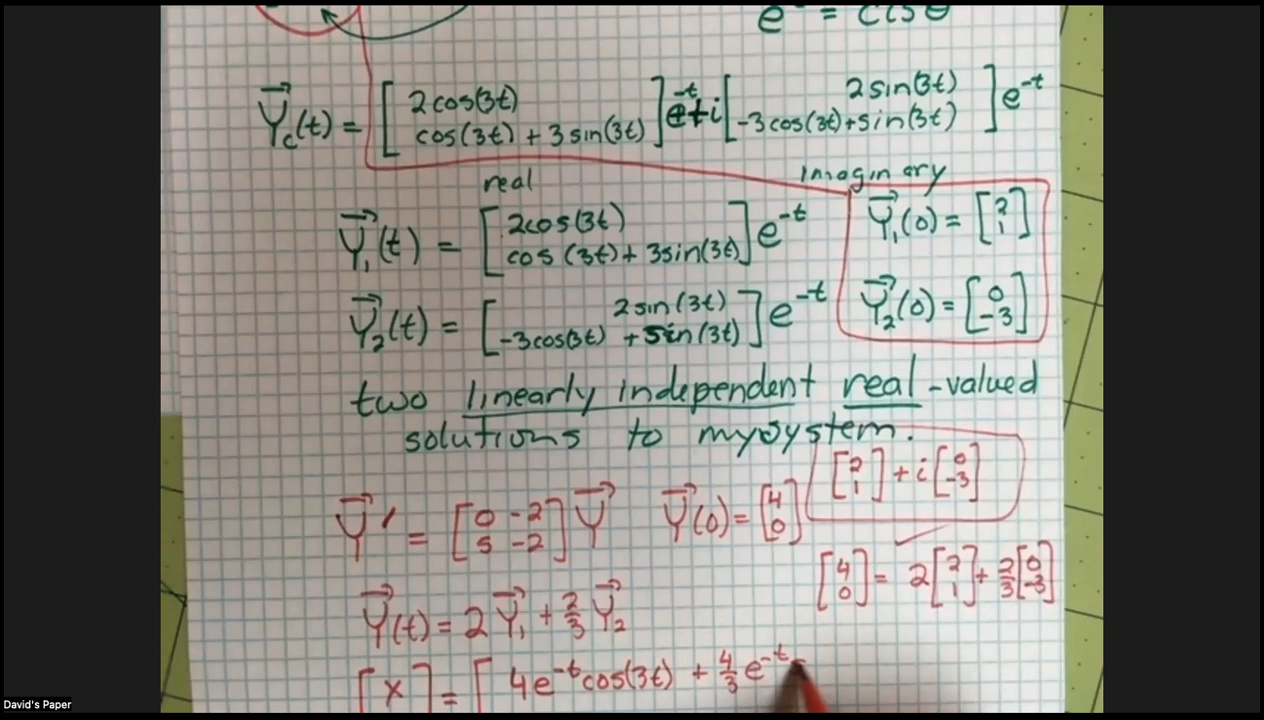 e = cisθ
Y⃗_c(t) = [2cos(3t); cos(3t) + 3sin(3t)] e^-t + i [2sin(3t); -3cos(3t) + sin(3t)] e^-t
real imaginary
Y⃗₁(t) = [2cos(3t); cos(3t) + 3sin(3t)] e^-t Y⃗₁(0) = [2; 1]
Y⃗₂(t) = [2sin(3t); -3cos(3t) + sin(3t)] e^-t Y⃗₂(0) = [0; -3]
two linearly independent real-valued
solutions to my system.
[2; 1] + i [0; -3]
Y⃗' = [0 -2; 5 -2] Y⃗ Y⃗(0) = [4; 0]
[4; 0] = 2 [2; 1] + 2/3 [0; -3]
Y⃗(t) = 2 Y⃗₁ + 2/3 Y⃗₂
[x] = [4e^-t cos(3t) + 4/3 e^-t
David's Paper